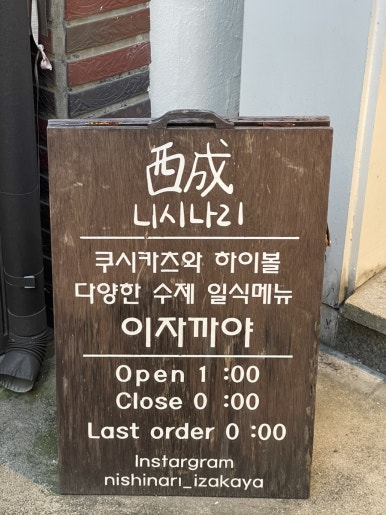 西成
니시나리
쿠시카츠와 하이볼
다양한 수제 일식메뉴
이자까야
Open 1 :00
Close 0 :00
Last order 0 :00
Instargram
nishinari_izakaya